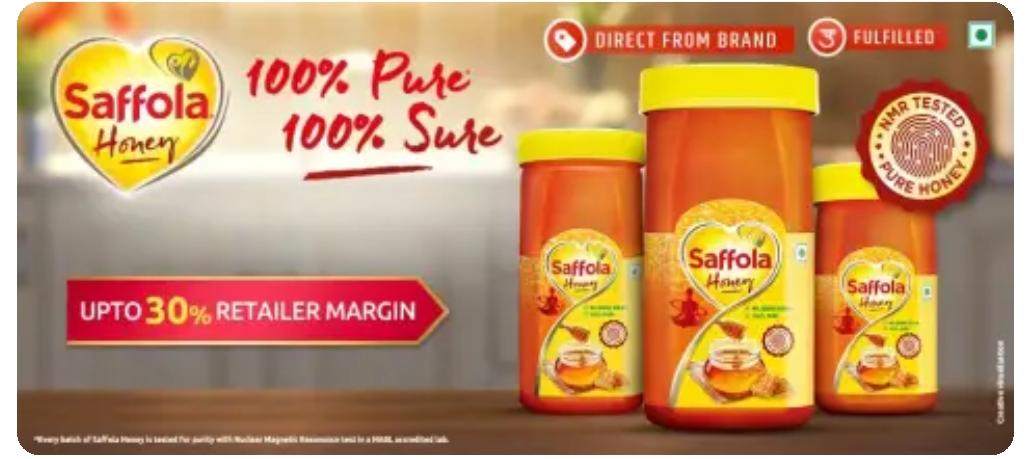 Saffola
Honey
100% Pure*
100% Sure
DIRECT FROM BRAND
FULFILLED
NMR TESTED
PURE HONEY
UPTO 30% RETAILER MARGIN
Saffola
Honey
Saffola
Honey
Saffola
Honey
*Every batch of Saffola Honey is tested for purity with Nuclear Magnetic Resonance test in a NABL accredited lab.
Creative visualization